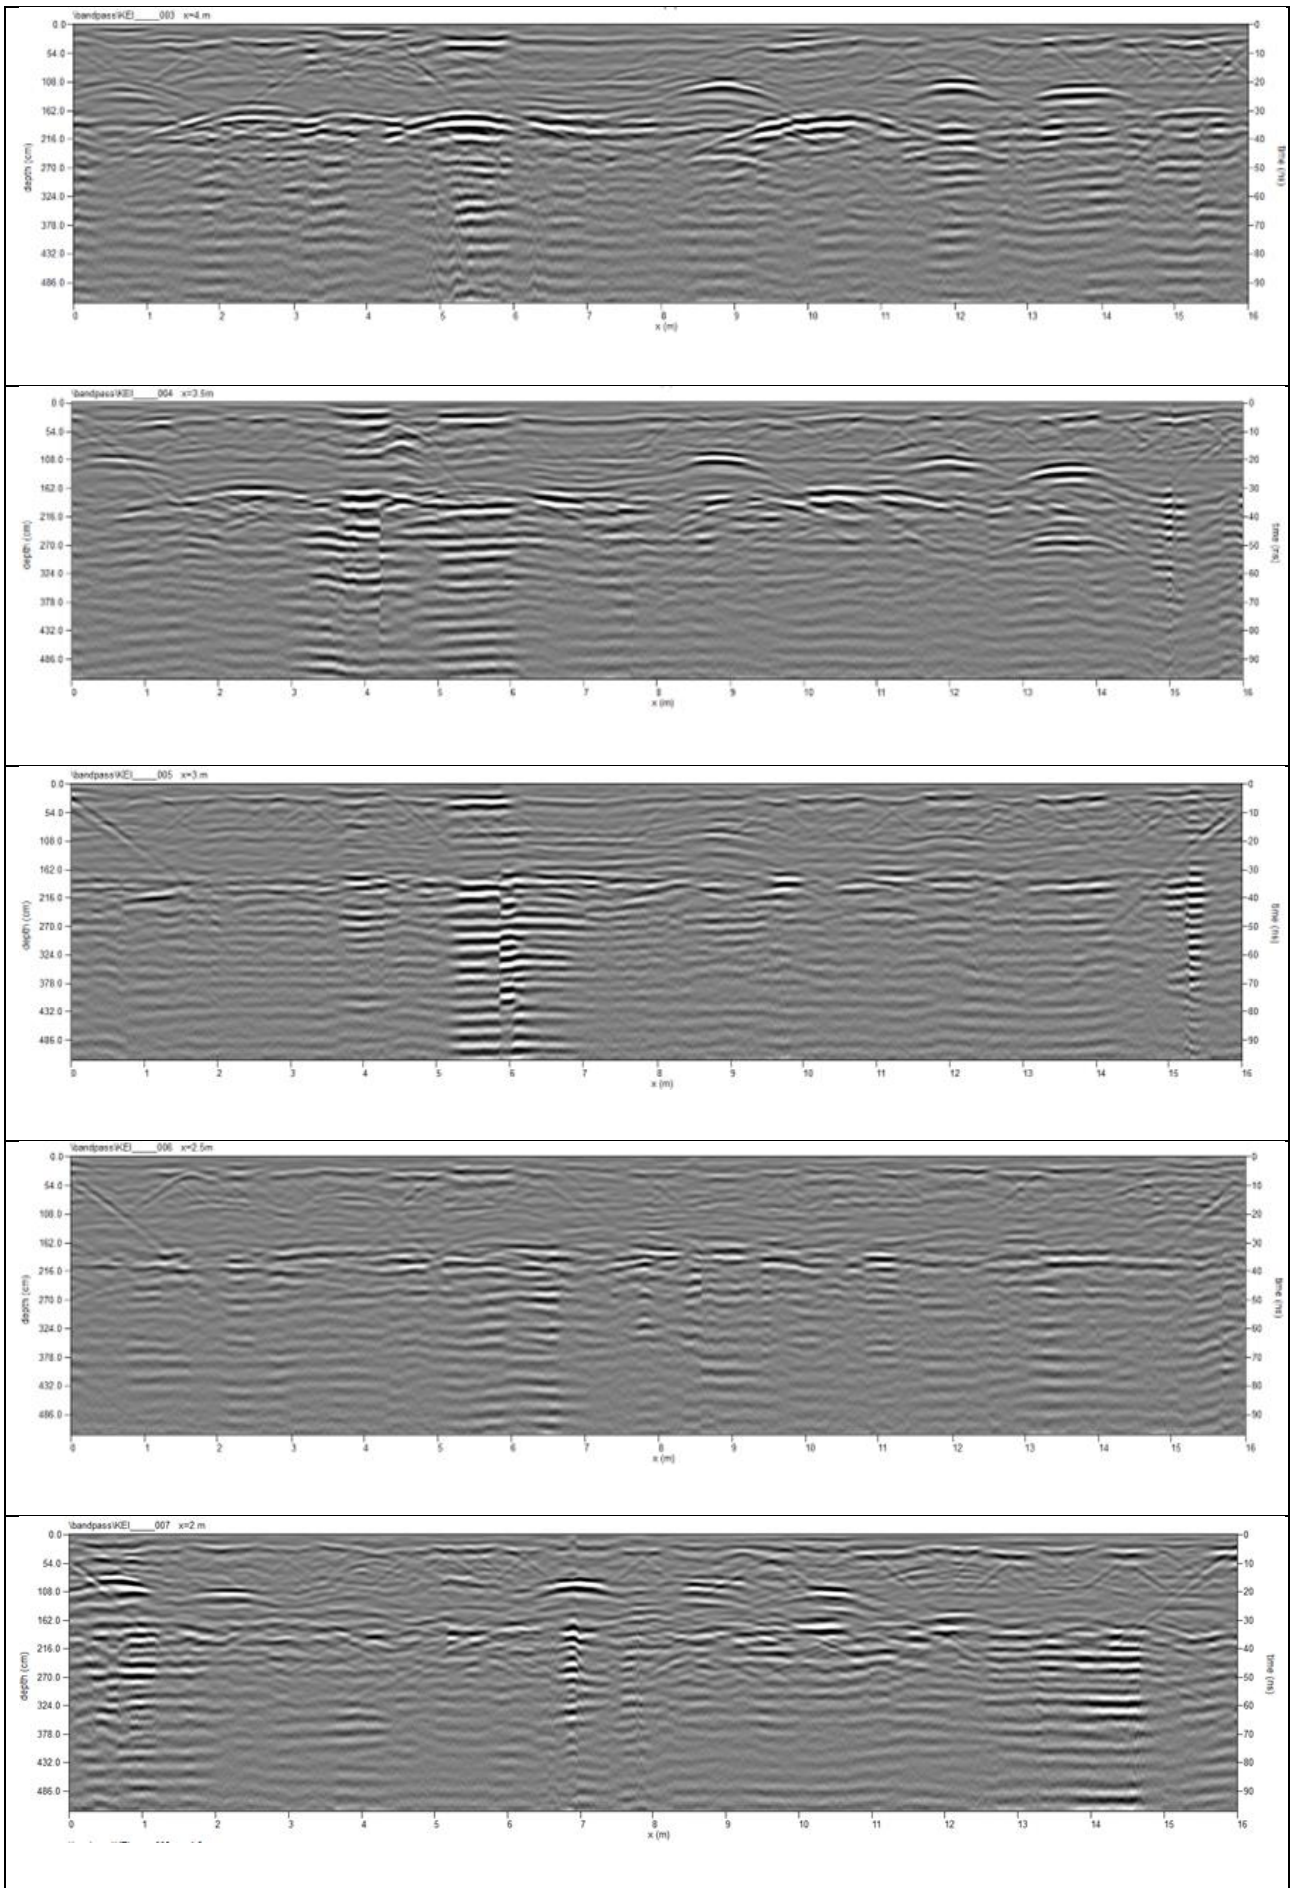 \bandpass\KEI____003 x=4 m
0.0 0
54.0 10
108.0 20
162.0 30
216.0 40
270.0 50
324.0 60
378.0 70
432.0 80
486.0 90
depth (cm)
time (ns)
0 1 2 3 4 5 6 7 8 9 10 11 12 13 14 15 16
x (m)
\bandpass\KEI____004 x=3.5m
0.0 0
54.0 10
108.0 20
162.0 30
216.0 40
270.0 50
324.0 60
378.0 70
432.0 80
486.0 90
depth (cm)
time (ns)
0 1 2 3 4 5 6 7 8 9 10 11 12 13 14 15 16
x (m)
\bandpass\KEI____005 x=3 m
0.0 0
54.0 10
108.0 20
162.0 30
216.0 40
270.0 50
324.0 60
378.0 70
432.0 80
486.0 90
depth (cm)
time (ns)
0 1 2 3 4 5 6 7 8 9 10 11 12 13 14 15 16
x (m)
\bandpass\KEI____006 x=2.5m
0.0 0
54.0 10
108.0 20
162.0 30
216.0 40
270.0 50
324.0 60
378.0 70
432.0 80
486.0 90
depth (cm)
time (ns)
0 1 2 3 4 5 6 7 8 9 10 11 12 13 14 15 16
x (m)
\bandpass\KEI____007 x=2 m
0.0 0
54.0 10
108.0 20
162.0 30
216.0 40
270.0 50
324.0 60
378.0 70
432.0 80
486.0 90
depth (cm)
time (ns)
0 1 2 3 4 5 6 7 8 9 10 11 12 13 14 15 16
x (m)